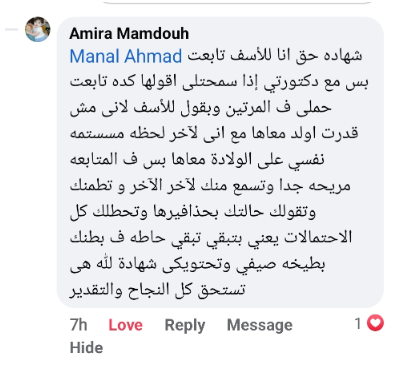 Amira Mamdouh
Manal Ahmad شهاده حق انا للأسف تابعت
بس مع دكتورتي إذا سمحتلى اقولها كده تابعت
حملى ف المرتين وبقول للأسف لانى مش
قدرت اولد معاها مع انى لآخر لحظه مسستمه
نفسي على الولادة معاها بس ف المتابعه
مريحه جدا وتسمع منك لآخر الآخر و تطمنك
وتقولك حالتك بحذافيرها وتحطلك كل
الاحتمالات يعني بتبقي تبقي حاطه ف بطنك
بطيخه صيفي وتحتويكى شهادة لله هى
تستحق كل النجاح والتقدير
7h Love Reply Message 1
Hide